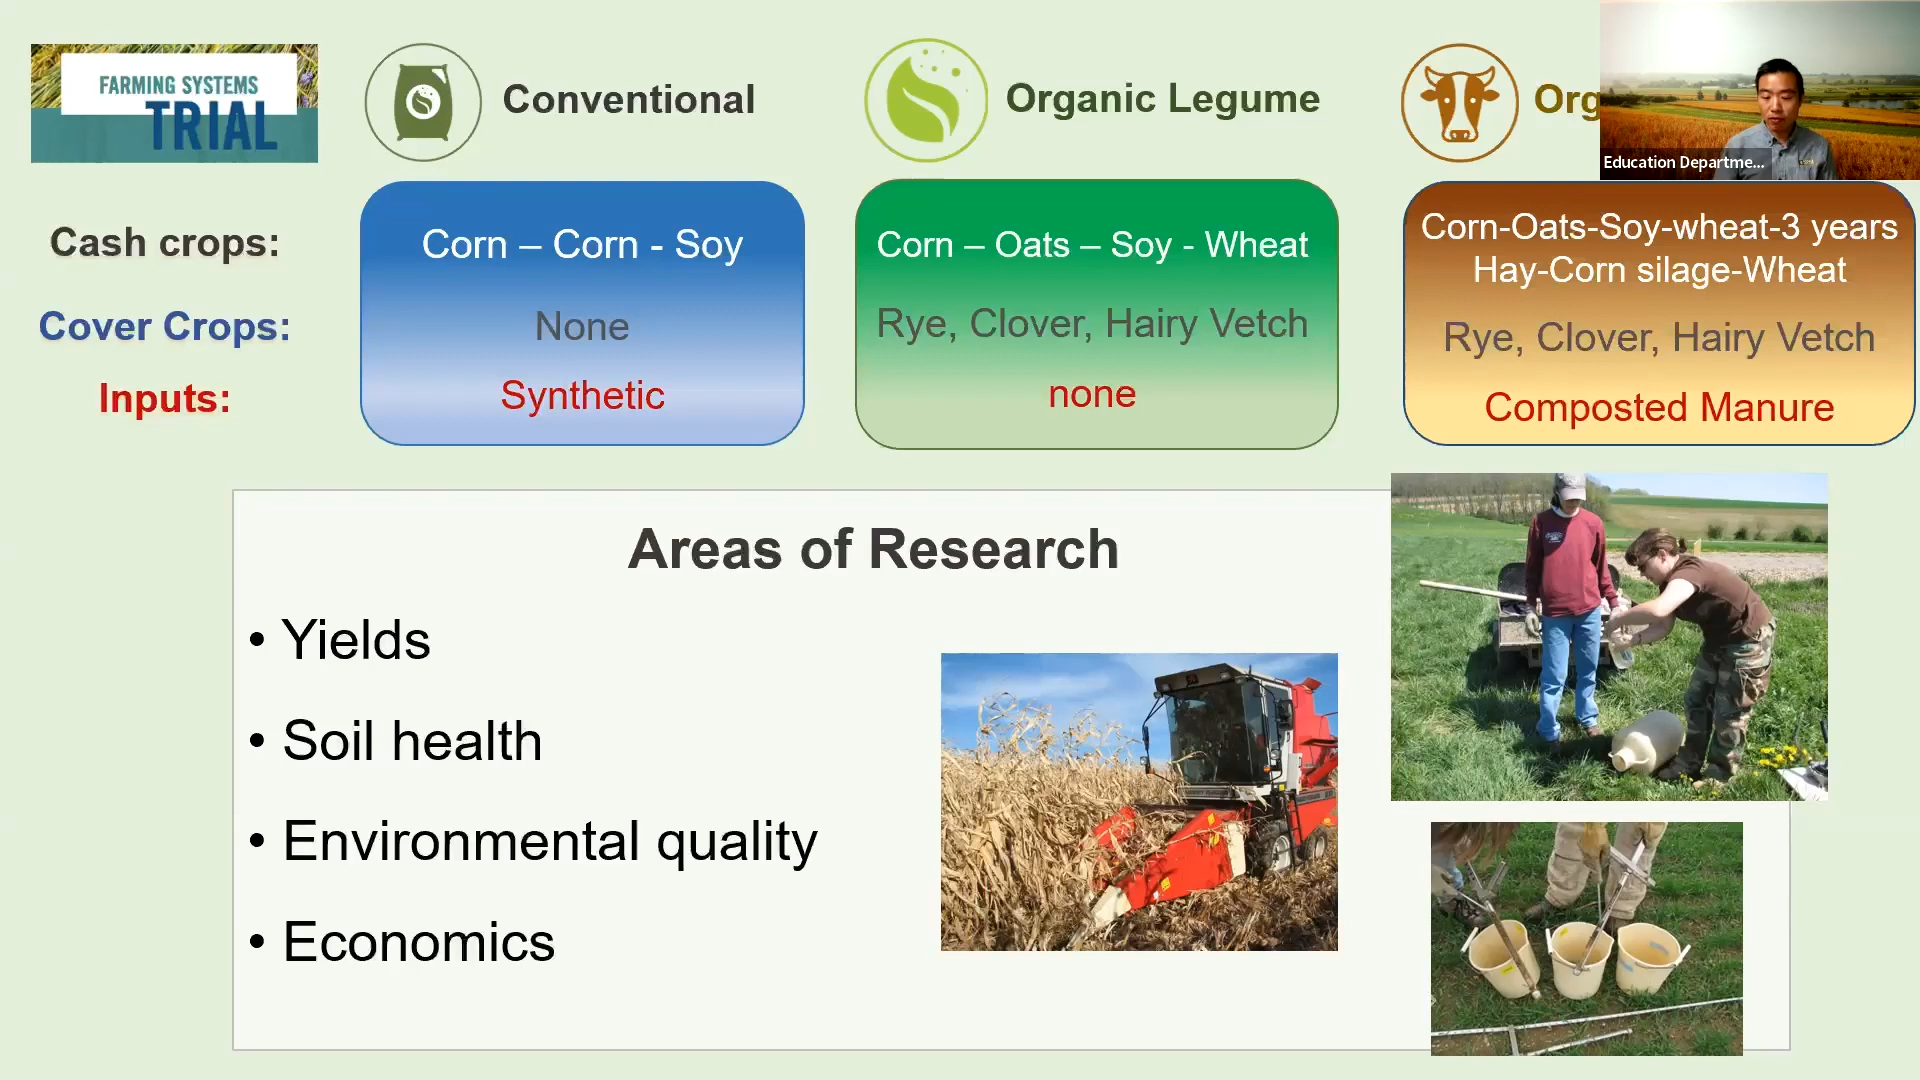 FARMING SYSTEMS
TRIAL
Conventional
Organic Legume
Org
Education Departme...
Cash crops:
Corn – Corn - Soy
Corn – Oats – Soy - Wheat
Corn-Oats-Soy-wheat-3 years
Hay-Corn silage-Wheat
Cover Crops:
None
Rye, Clover, Hairy Vetch
Rye, Clover, Hairy Vetch
Inputs:
Synthetic
none
Composted Manure
Areas of Research
• Yields
• Soil health
• Environmental quality
• Economics